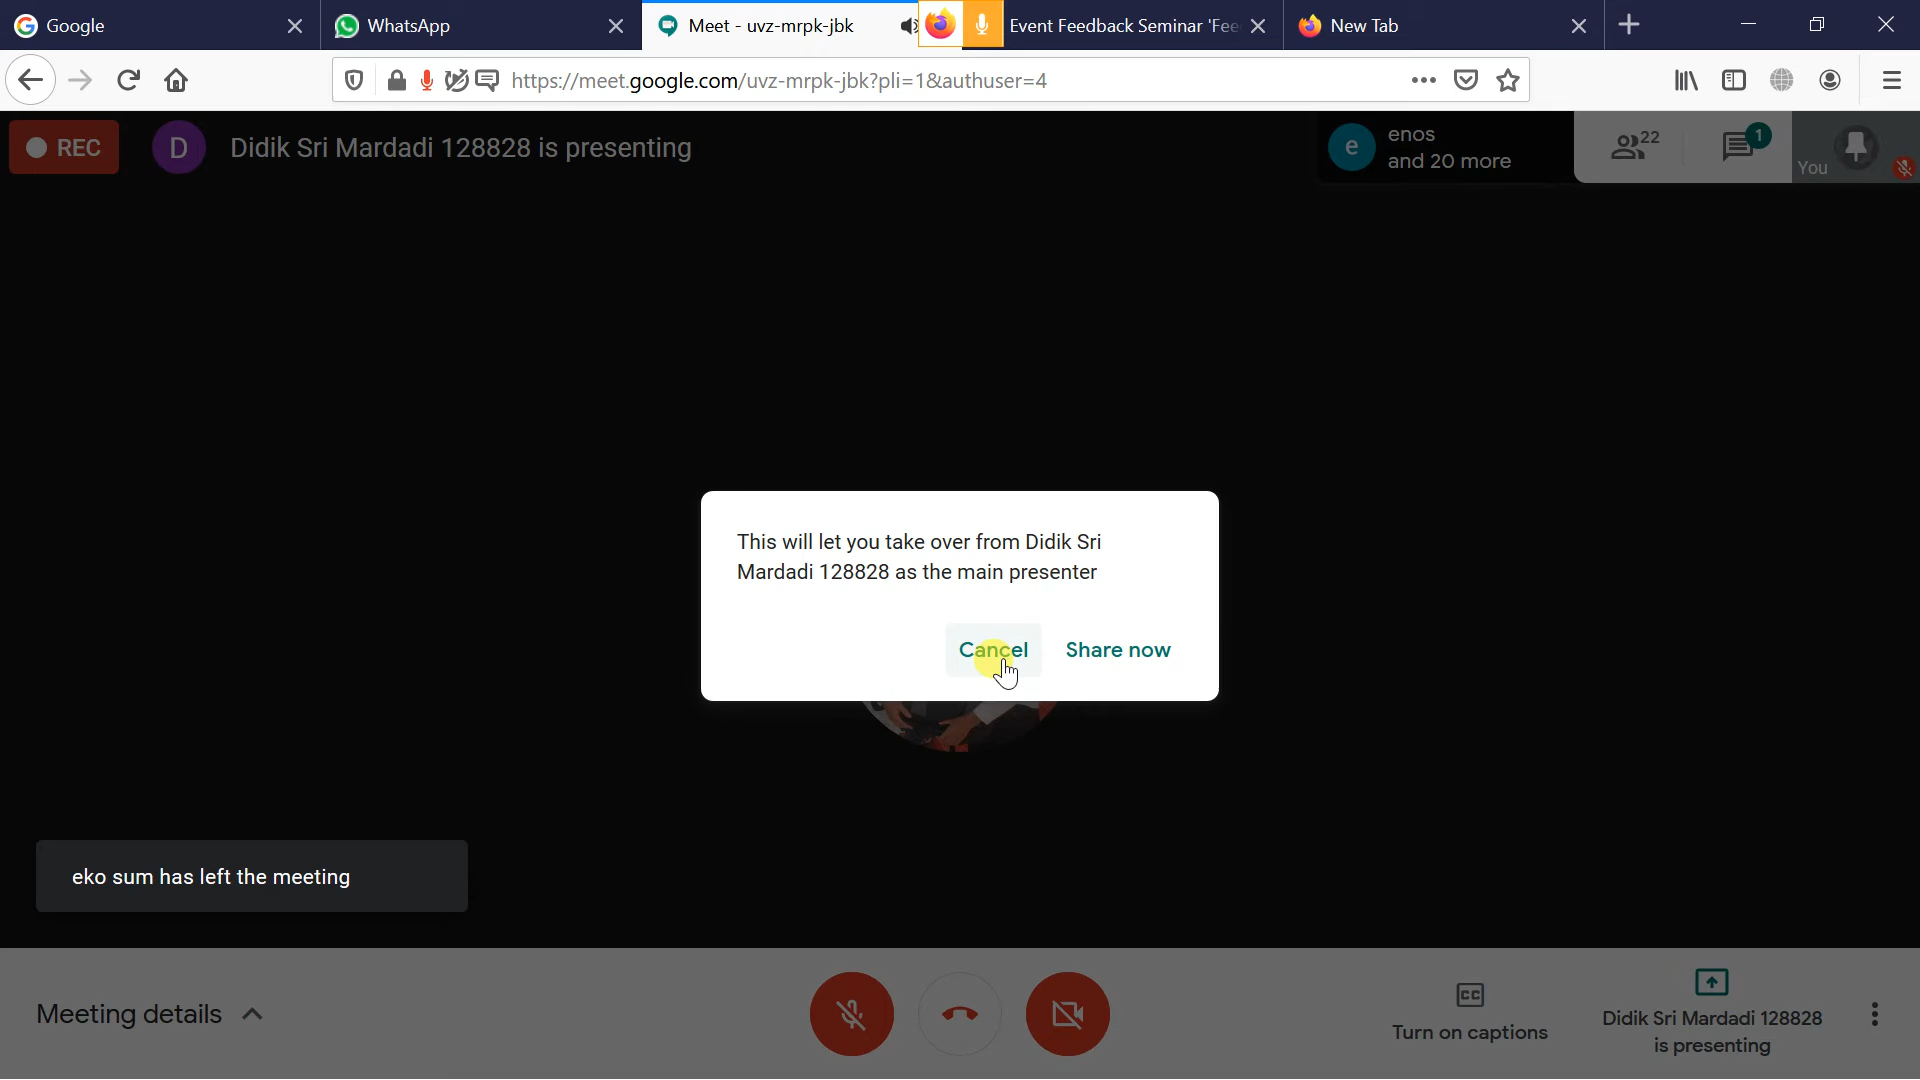 Google
WhatsApp
Meet - uvz-mrpk-jbk
Event Feedback Seminar 'Fee
New Tab
https://meet.google.com/uvz-mrpk-jbk?pli=1&authuser=4
REC
D
Didik Sri Mardadi 128828 is presenting
e
enos
and 20 more
22
1
You
This will let you take over from Didik Sri
Mardadi 128828 as the main presenter
Cancel
Share now
eko sum has left the meeting
Meeting details
CC
Turn on captions
Didik Sri Mardadi 128828
is presenting